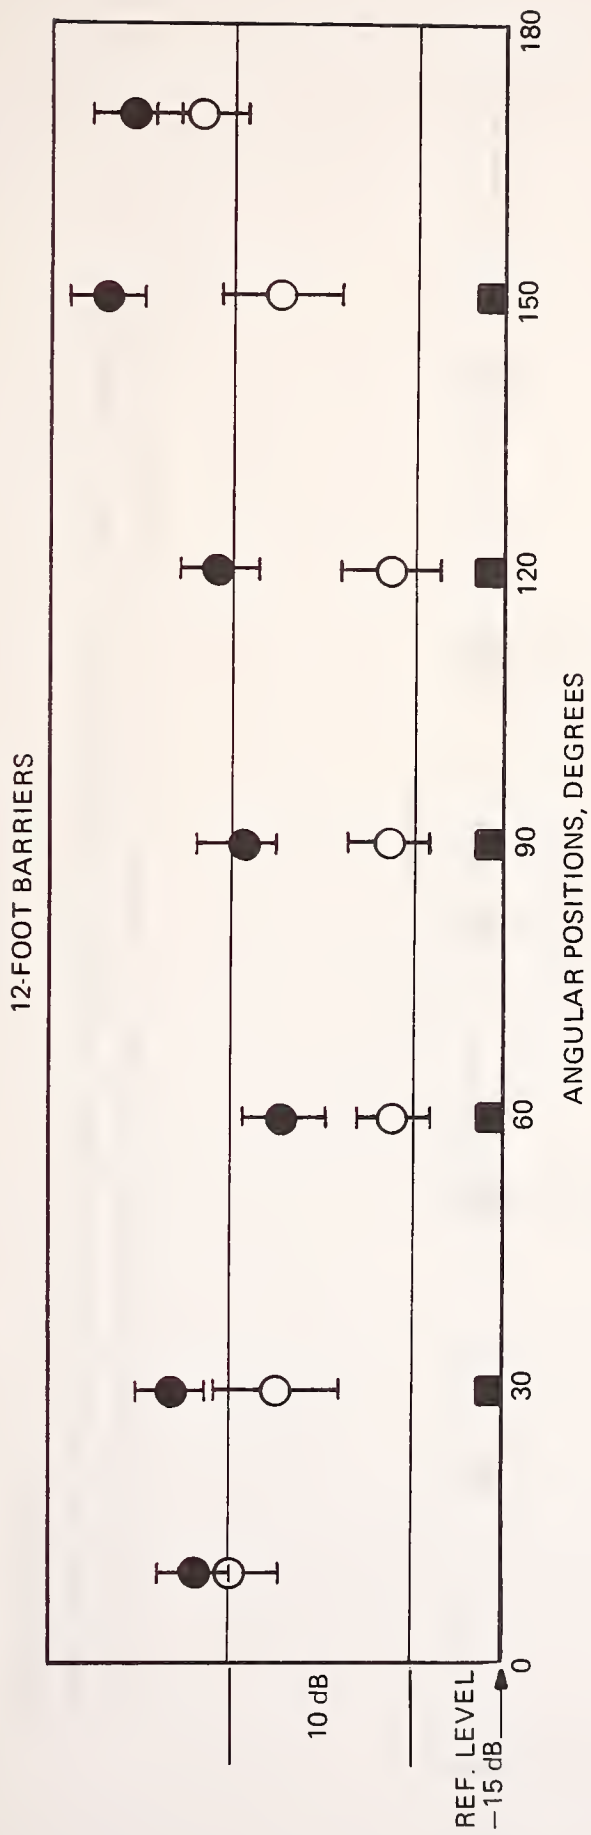 12-FOOT BARRIERS
10 dB
REF. LEVEL
−15 dB
0 30 60 90 120 150 180
ANGULAR POSITIONS, DEGREES